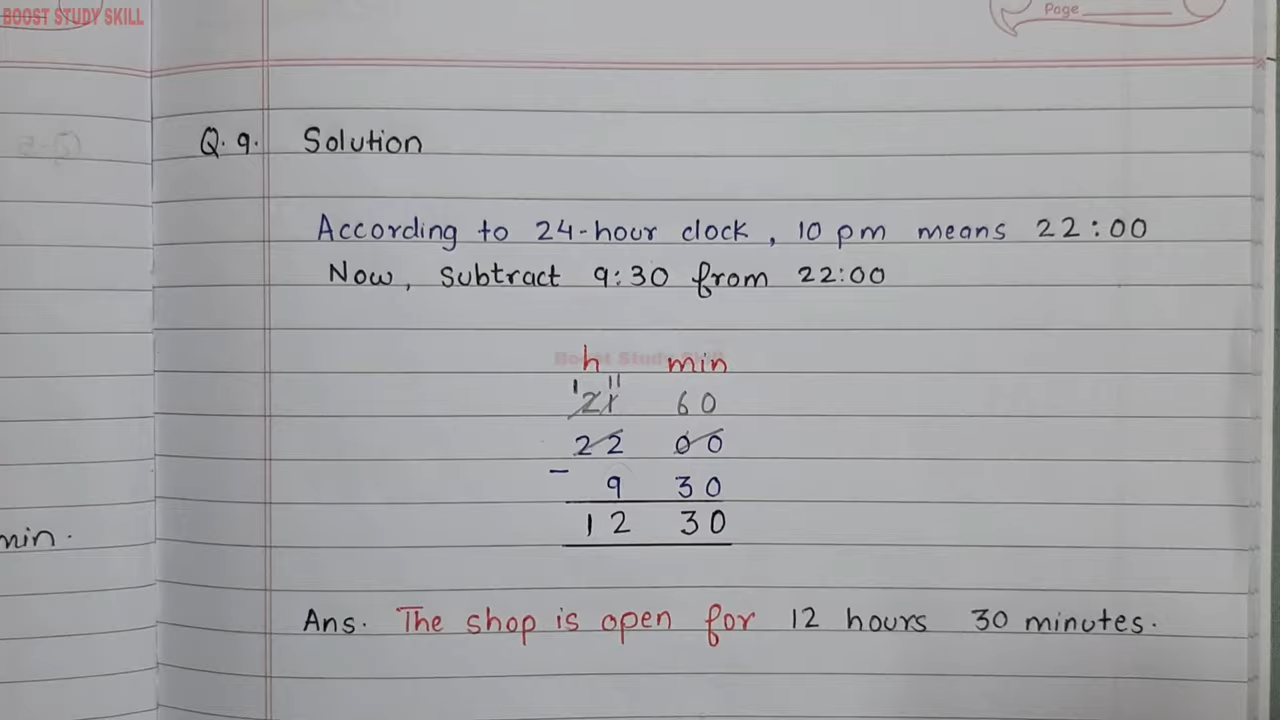 BOOST STUDY SKILL
Page
Q. 9. Solution
According to 24-hour clock, 10 pm means 22:00
Now, subtract 9:30 from 22:00
h min
1 11
21 60
22 00
- 9 30
12 30
min.
Ans. The shop is open for 12 hours 30 minutes.